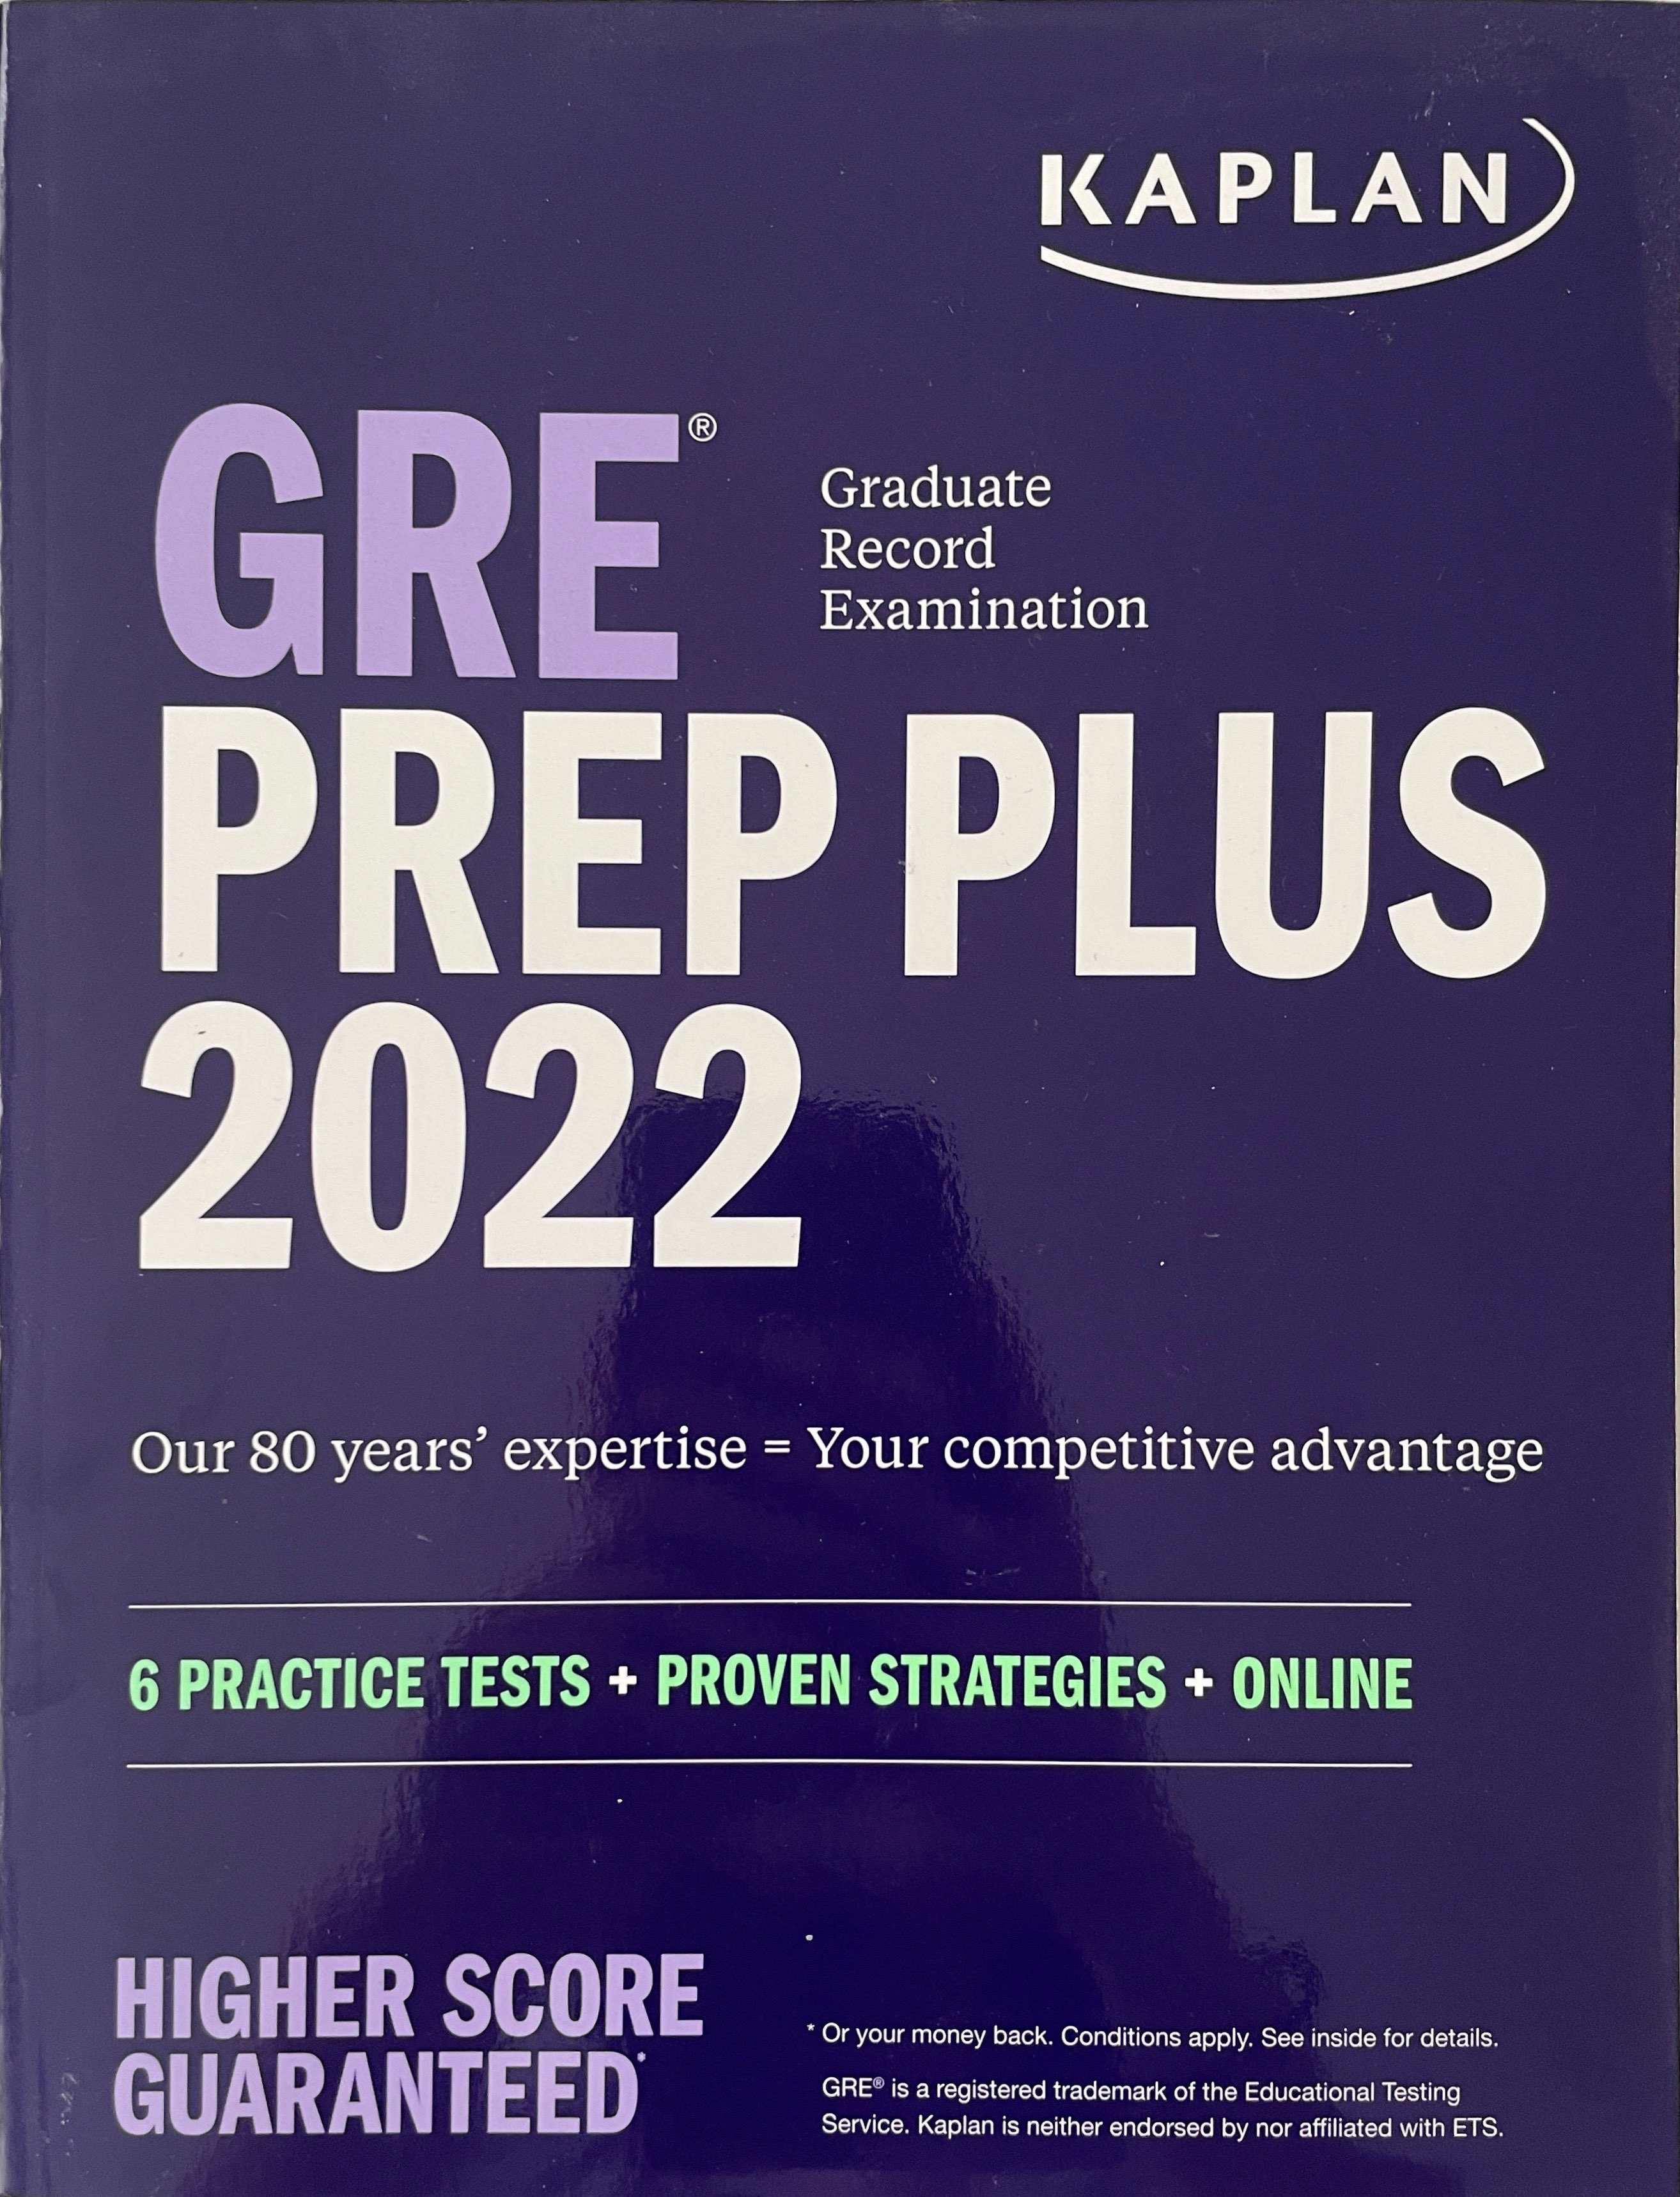 KAPLAN
GRE®
Graduate
Record
Examination
PREP PLUS
2022
Our 80 years’ expertise = Your competitive advantage
6 PRACTICE TESTS + PROVEN STRATEGIES + ONLINE
HIGHER SCORE
GUARANTEED*
* Or your money back. Conditions apply. See inside for details.
GRE® is a registered trademark of the Educational Testing
Service. Kaplan is neither endorsed by nor affiliated with ETS.